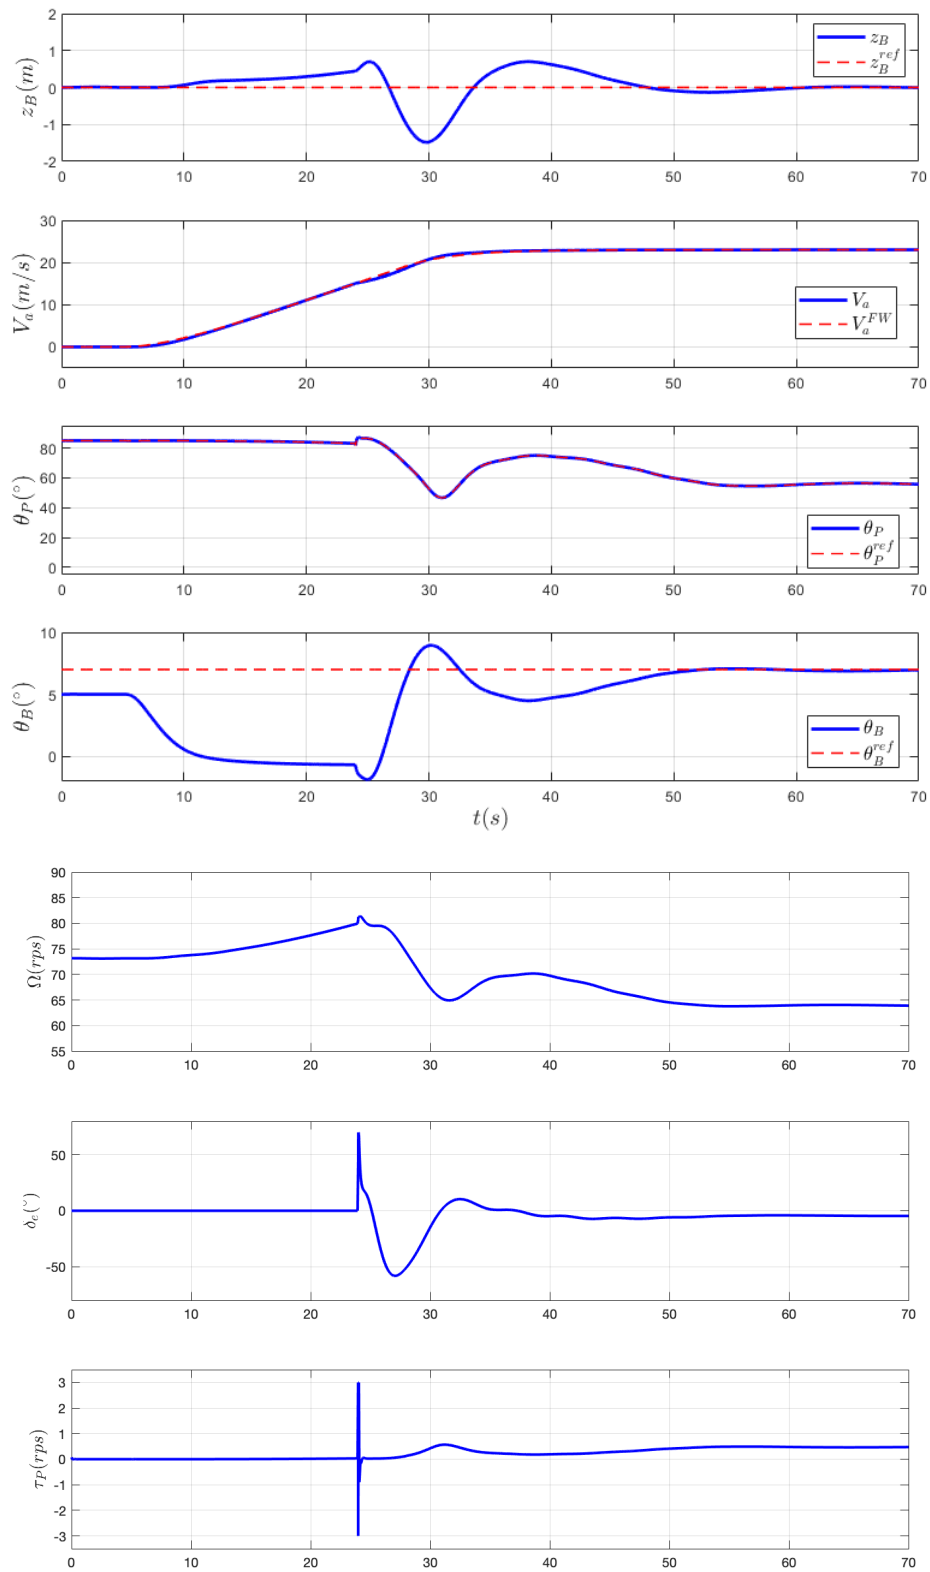 2
1
0
-1
-2
z_B(m)
z_B
z_B^{ref}
0 10 20 30 40 50 60 70
30
20
10
0
V_a(m/s)
V_a
V_a^{FW}
0 10 20 30 40 50 60 70
80
60
40
20
0
θ_P(°)
θ_P
θ_P^{ref}
0 10 20 30 40 50 60 70
10
5
0
θ_B(°)
θ_B
θ_B^{ref}
0 10 20 30 40 50 60 70
t(s)
90
85
80
75
70
65
60
55
Ω(rps)
0 10 20 30 40 50 60 70
50
0
-50
δ_e(˘)
0 10 20 30 40 50 60 70
3
2
1
0
-1
-2
-3
τ_P(rps)
0 10 20 30 40 50 60 70